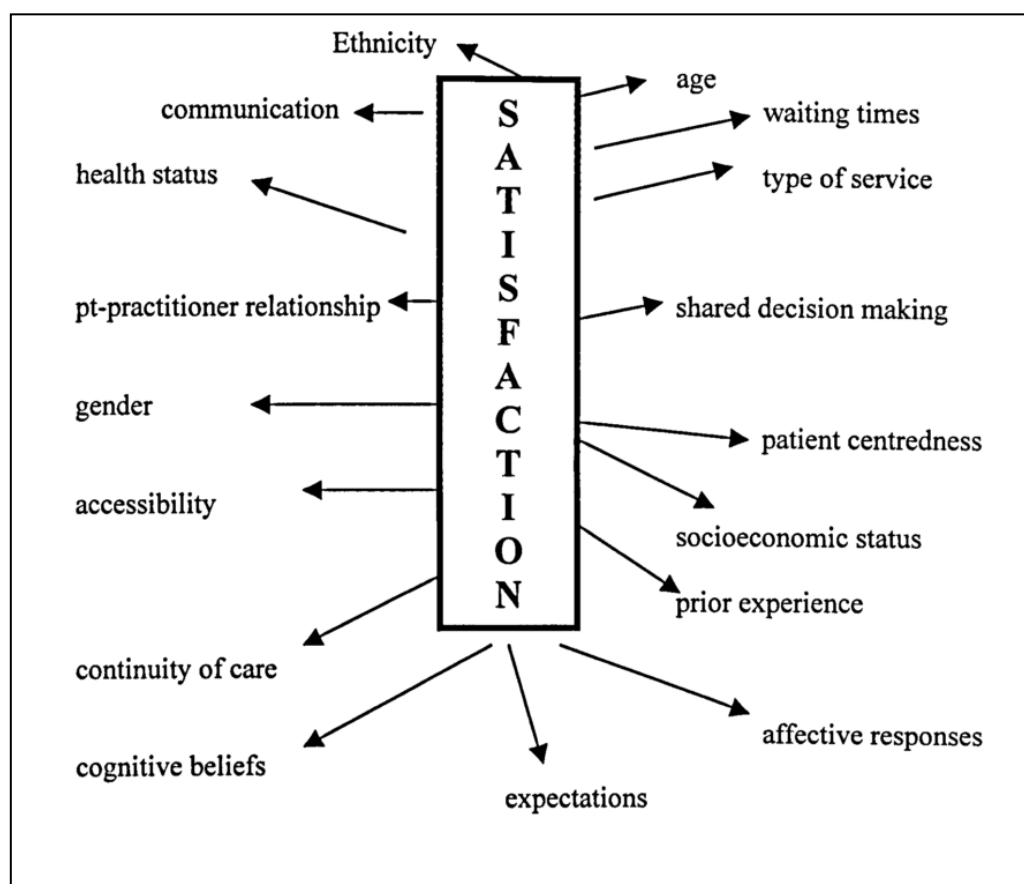 Ethnicity
age
communication
waiting times
health status
type of service
pt-practitioner relationship
shared decision making
gender
patient centredness
accessibility
socioeconomic status
prior experience
continuity of care
affective responses
cognitive beliefs
expectations
S
A
T
I
S
F
A
C
T
I
O
N